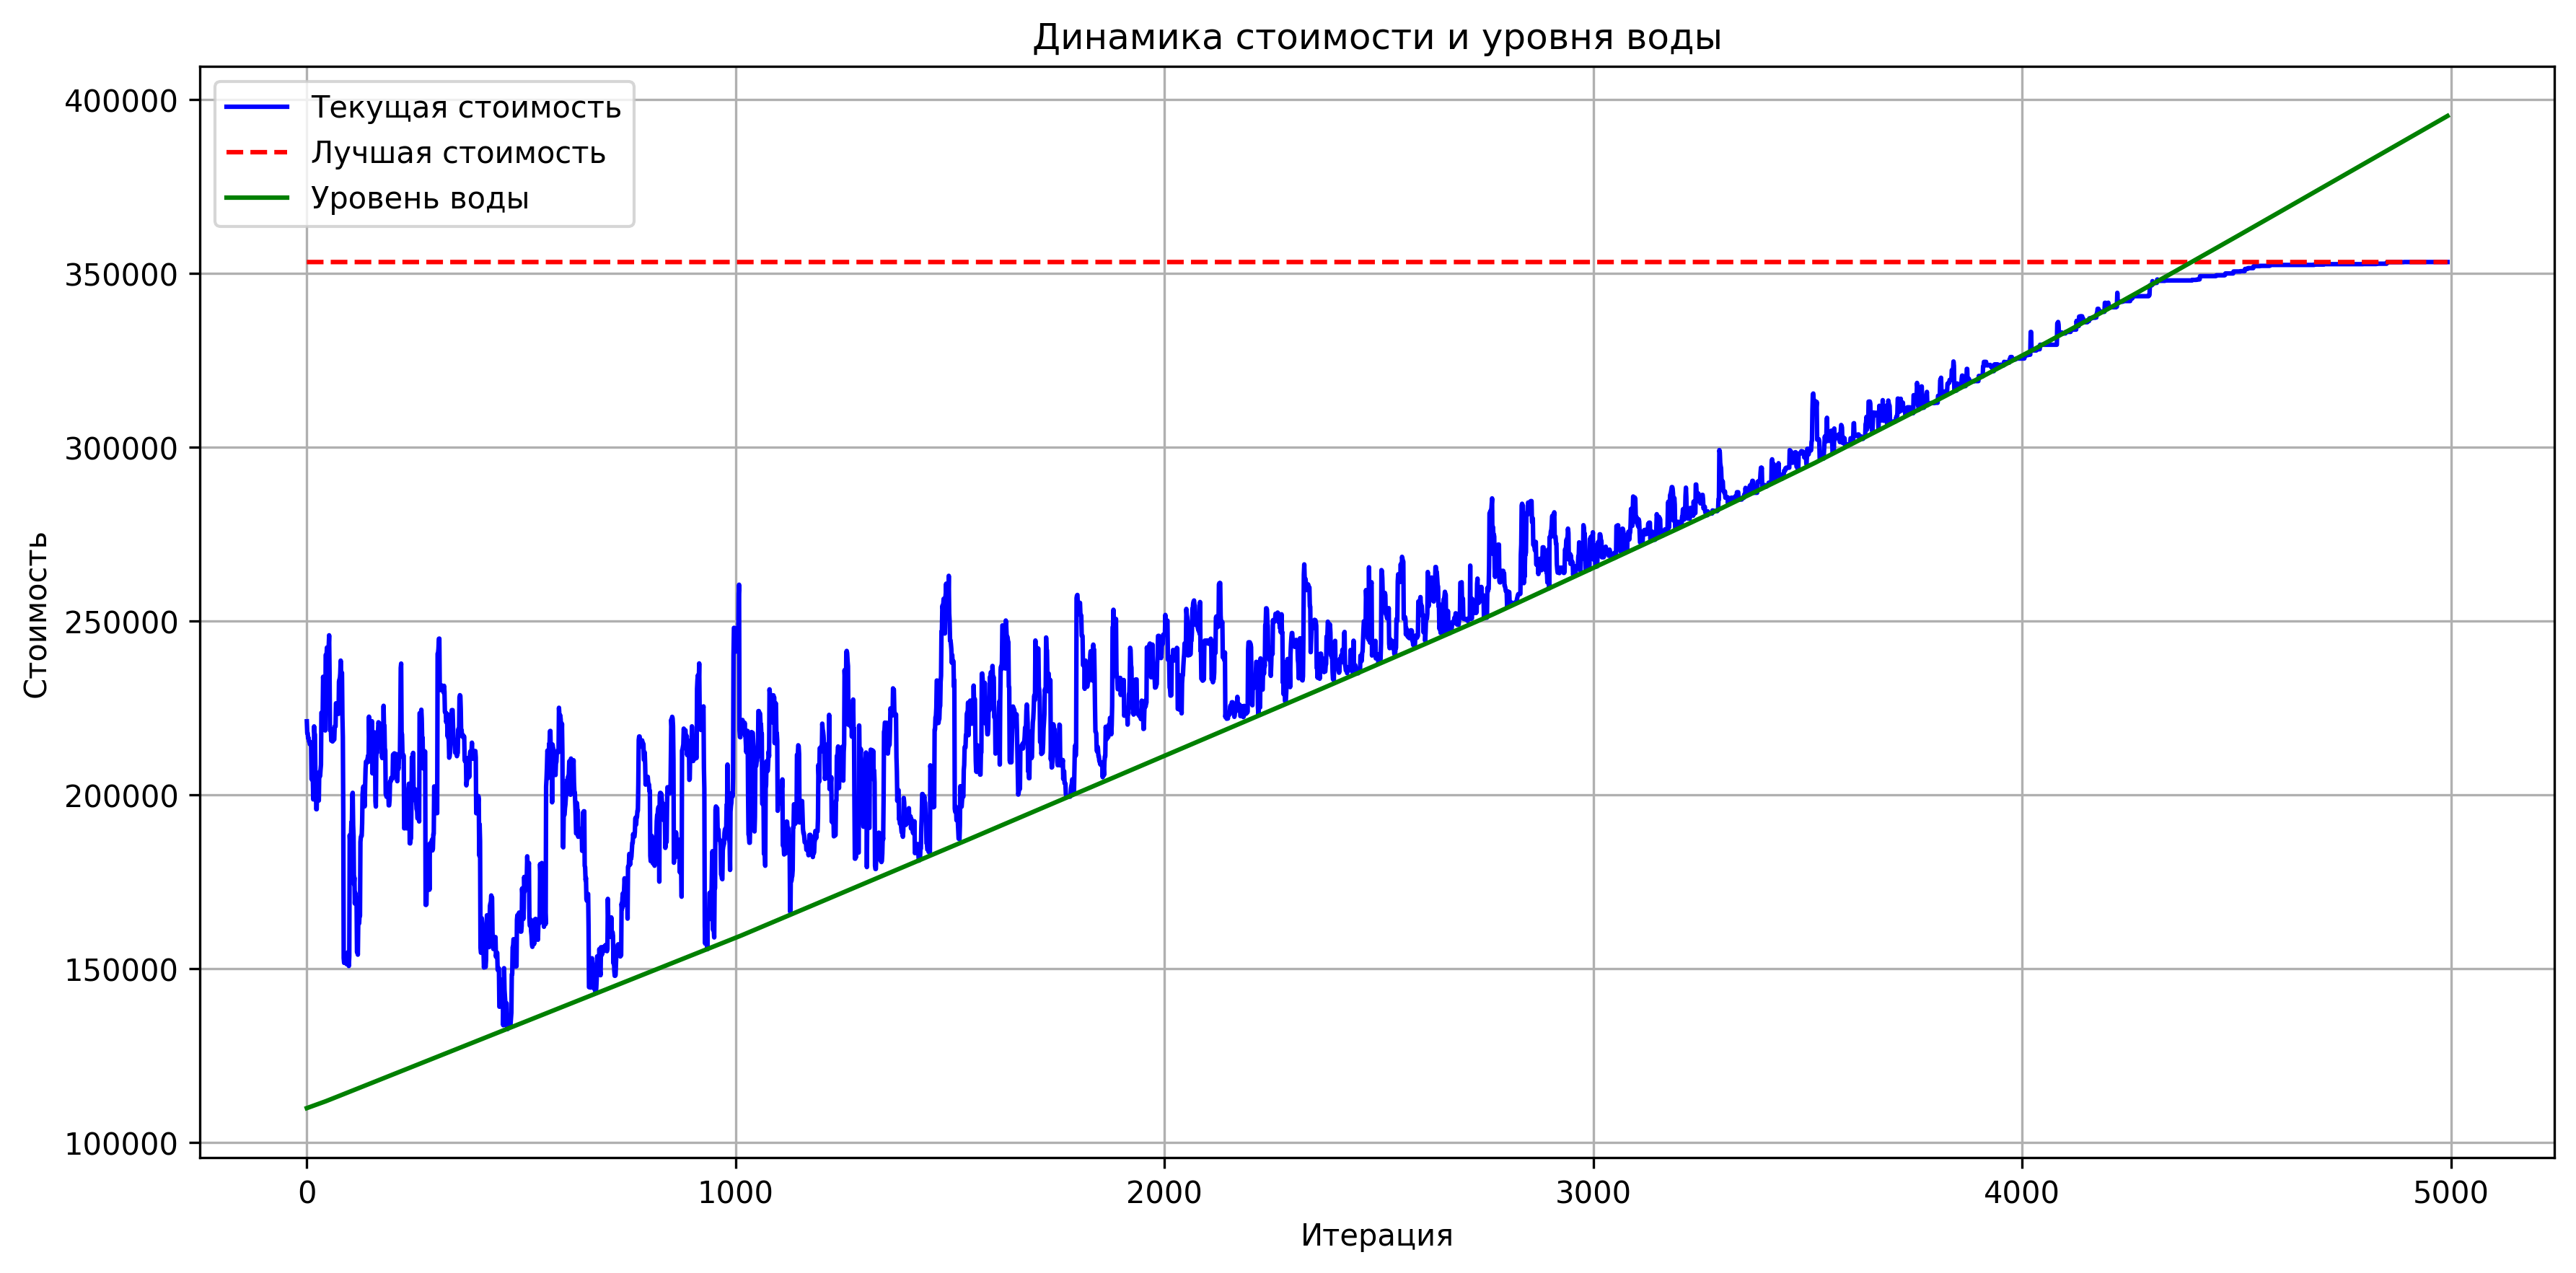 Динамика стоимости и уровня воды
Текущая стоимость
Лучшая стоимость
Уровень воды
Стоимость
400000
350000
300000
250000
200000
150000
100000
0 1000 2000 3000 4000 5000
Итерация